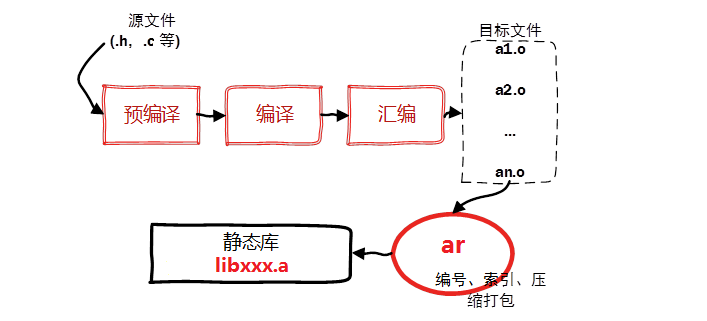 源文件
(.h，.c 等)
预编译
编译
汇编
目标文件
a1.o
a2.o
...
an.o
ar
编号、索引、压
缩打包
静态库
libxxx.a